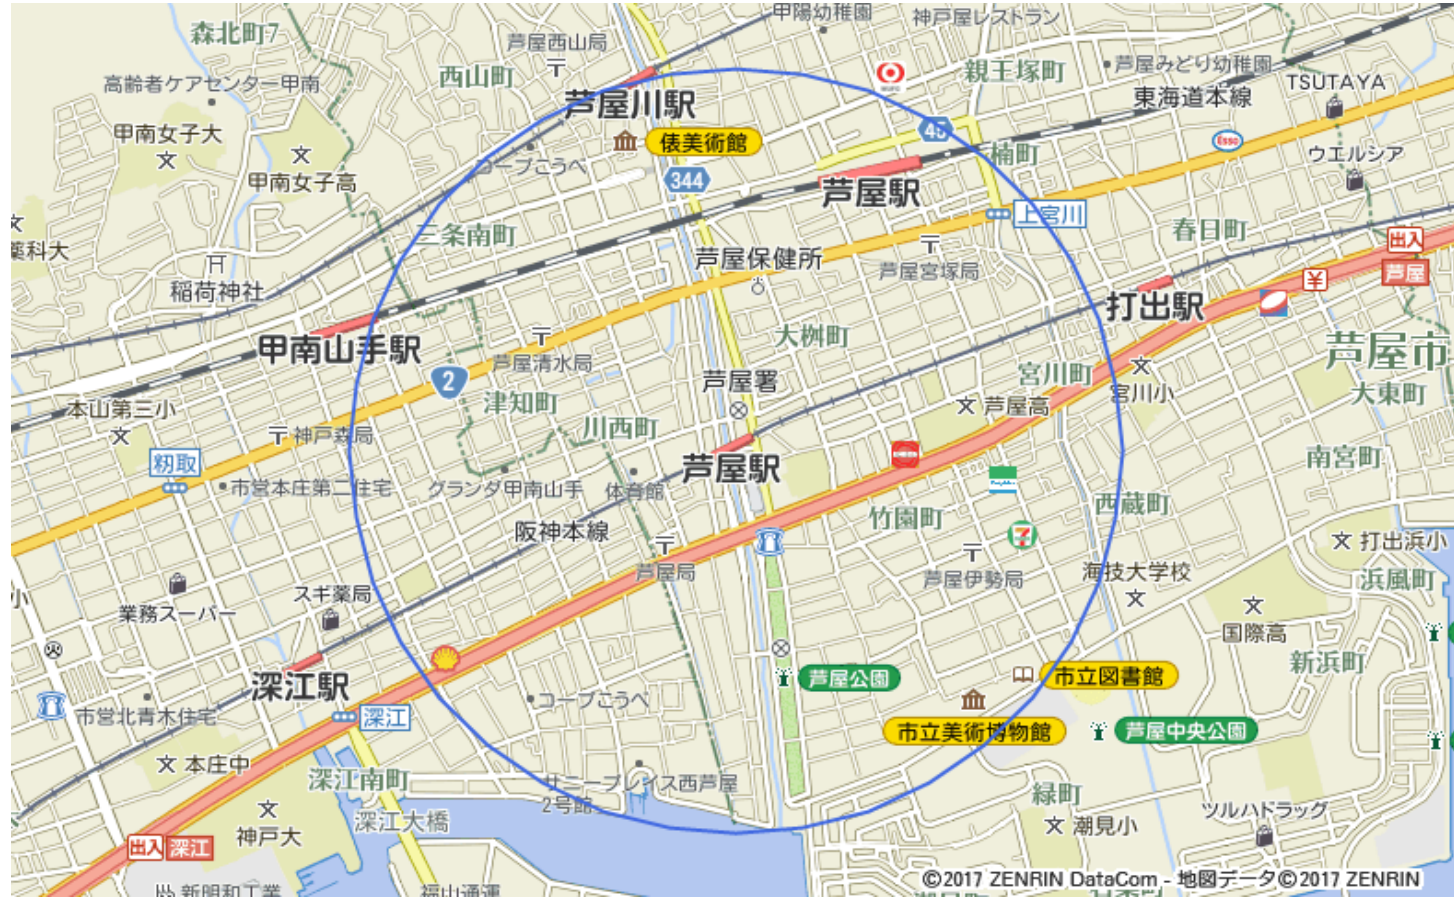 甲陽幼稚園
神戸屋レストラン
森北町7
芦屋西山局
西山町
親王塚町
芦屋みどり幼稚園
TSUTAYA
高齢者ケアセンター甲南
芦屋川駅
東海道本線
甲南女子大
俵美術館
楠町
Esso
ウエルシア
コープこうべ
甲南女子高
344
芦屋駅
上宮川
薬科大
三条南町
春日町
出入
芦屋保健所
芦屋宮塚局
芦屋
稲荷神社
打出駅
甲南山手駅
大桝町
芦屋市
芦屋清水局
2
芦屋署
宮川町
宮川小
大東町
本山第三小
津知町
芦屋高
川西町
神戸森局
籾取
芦屋駅
南宮町
市営本庄第二住宅
グランダ甲南山手
体育館
西蔵町
竹園町
阪神本線
打出浜小
芦屋局
芦屋伊勢局
海技大学校
浜風町
小
スギ薬局
業務スーパー
国際高
新浜町
深江駅
芦屋公園
市立図書館
市営北青木住宅
深江
コープこうべ
市立美術博物館
芦屋中央公園
本庄中
深江南町
サニープレイス西芦屋
2号館
緑町
ツルハドラッグ
深江大橋
潮見小
神戸大
出入
深江
©2017 ZENRIN DataCom - 地図データ©2017 ZENRIN
新明和工業
福山通運